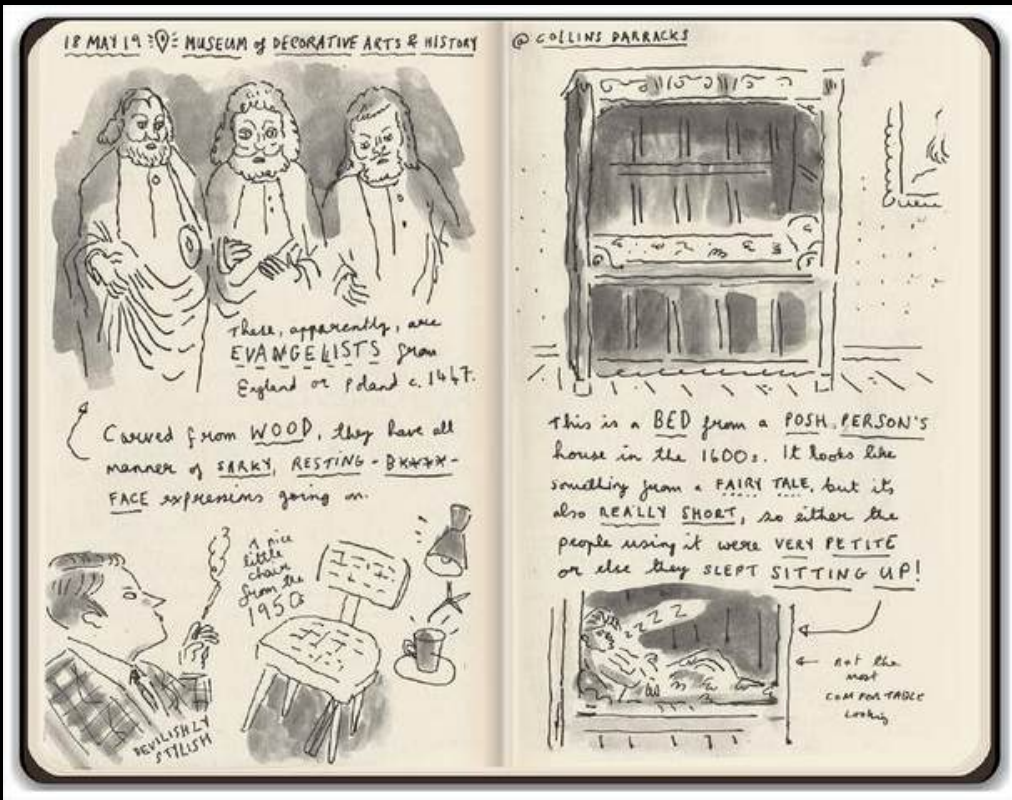 18 MAY 19 MUSEUM of DECORATIVE ARTS & HISTORY
These, apparently, are
EVANGELISTS from
England or Poland c. 1447.
Carved from WOOD, they have all
manner of SARKY, RESTING-B****-
FACE expressions going on.
A nice
little
chair
from the
1950s
DEVILISHLY
STYLISH
@ COLLINS BARRACKS
This is a BED from a POSH PERSON'S
house in the 1600s. It looks like
something from a FAIRY TALE, but its
also REALLY SHORT, so either the
people using it were VERY PETITE
or else they SLEPT SITTING UP!
ZZZZ
not the
most
COMFORTABLE
looking